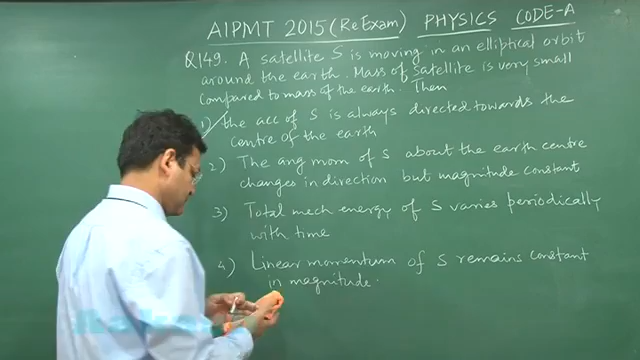 AIPMT 2015 (Re Exam) PHYSICS CODE-A
Q149. A satellite S is moving in an elliptical orbit
around the earth. Mass of satellite is very small
compared to mass of the earth. Then
1) the acc of S is always directed towards the
centre of the earth
2) The ang mom of S about the earth centre
changes in direction but magnitude constant
3) Total mech energy of S varies periodically
with time
4) Linear momentum of S remains constant
in magnitude.